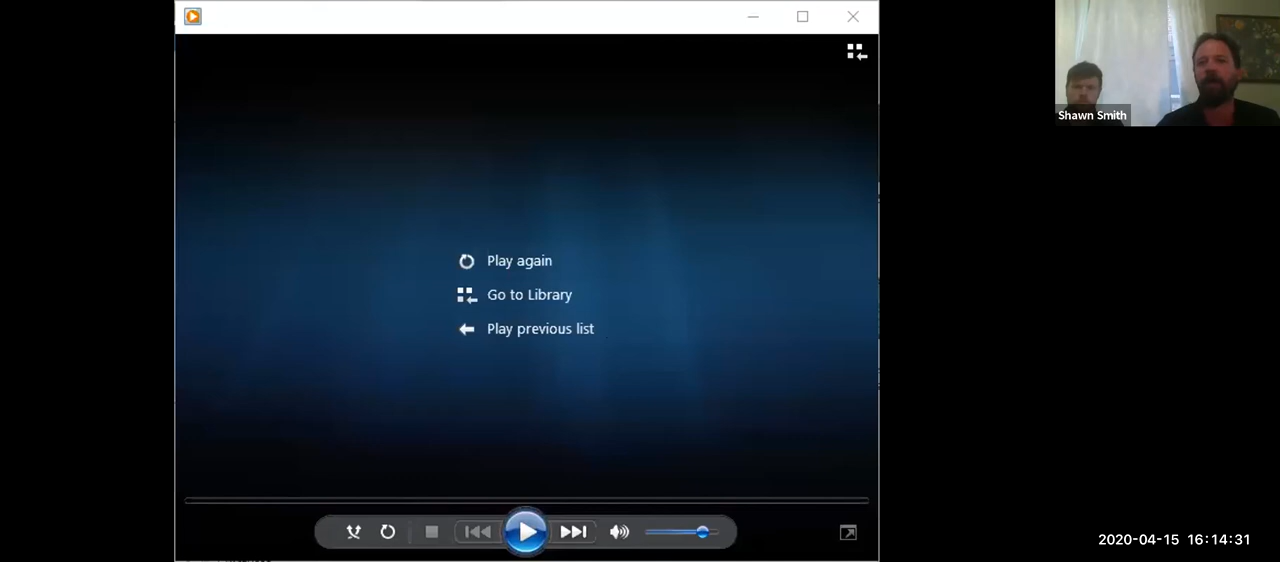 Play again
Go to Library
Play previous list
Shawn Smith
2020-04-15 16:14:31